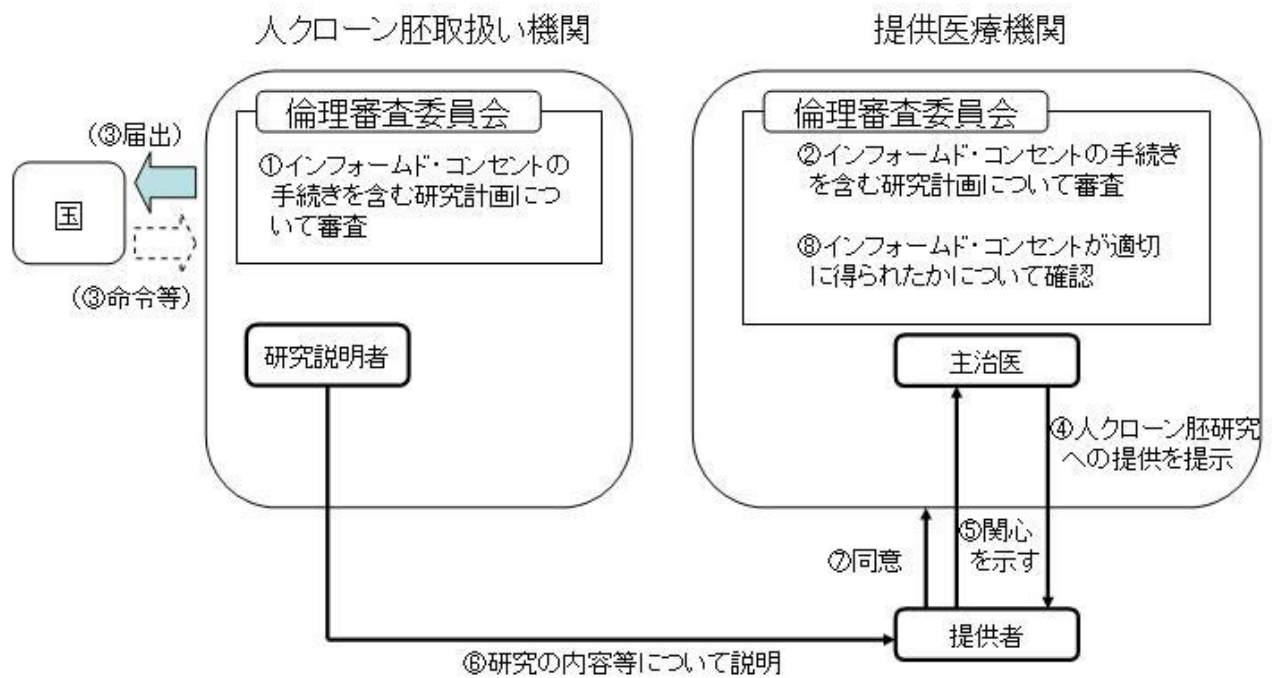 人クローン胚取扱い機関
提供医療機関
倫理審査委員会
①インフォームド・コンセントの
手続きを含む研究計画につ
いて審査
(③届出)
国
(③命令等)
研究説明者
倫理審査委員会
②インフォームド・コンセントの手続き
を含む研究計画について審査
⑧インフォームド・コンセントが適切
に得られたかについて確認
主治医
④人クローン胚研究
への提供を提示
⑤関心
を示す
⑦同意
提供者
⑥研究の内容等について説明